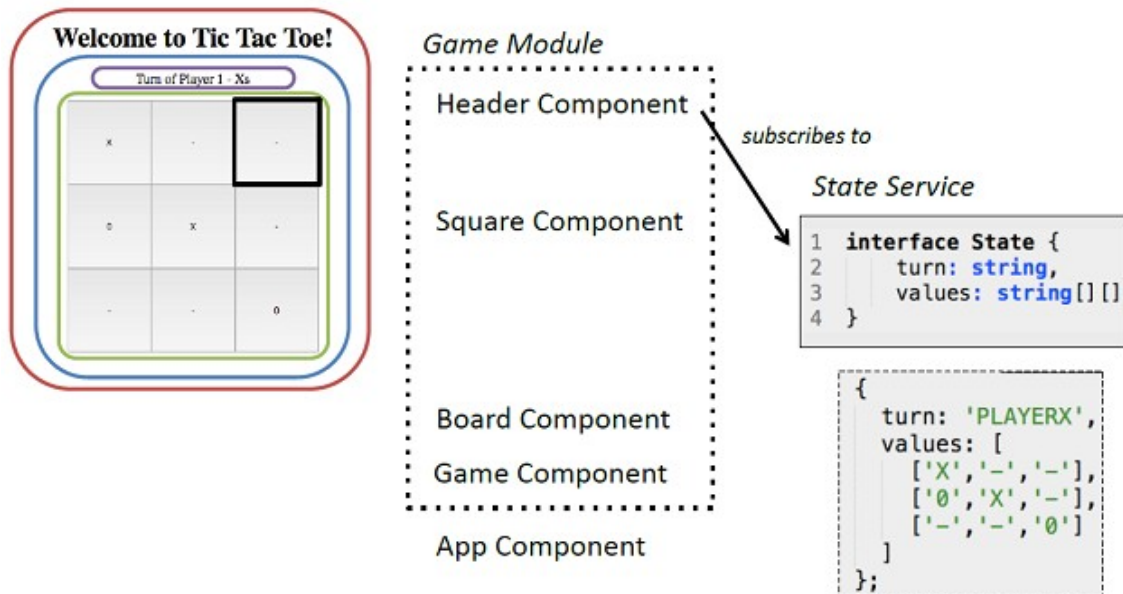 Welcome to Tic Tac Toe!
Turn of Player 1 - Xs
X - -
0 X -
- - 0
Game Module
Header Component
Square Component
Board Component
Game Component
App Component
subscribes to
State Service
1 interface State {
2 turn: string,
3 values: string[][]
4 }
{
turn: 'PLAYERX',
values: [
['X','-','-'],
['0','X','-'],
['-','-','0']
]
};